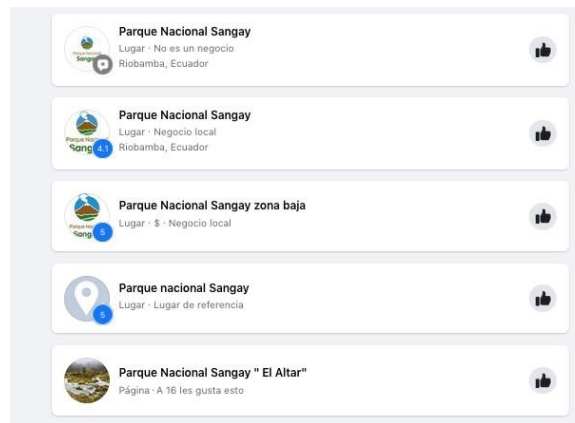 Parque Nacional Sangay
Lugar · No es un negocio
Riobamba, Ecuador
Parque Nacional Sangay
Lugar · Negocio local
Riobamba, Ecuador
4.1
Parque Nacional Sangay zona baja
Lugar · $ · Negocio local
5
Parque nacional Sangay
Lugar · Lugar de referencia
5
Parque Nacional Sangay " El Altar"
Página · A 16 les gusta esto